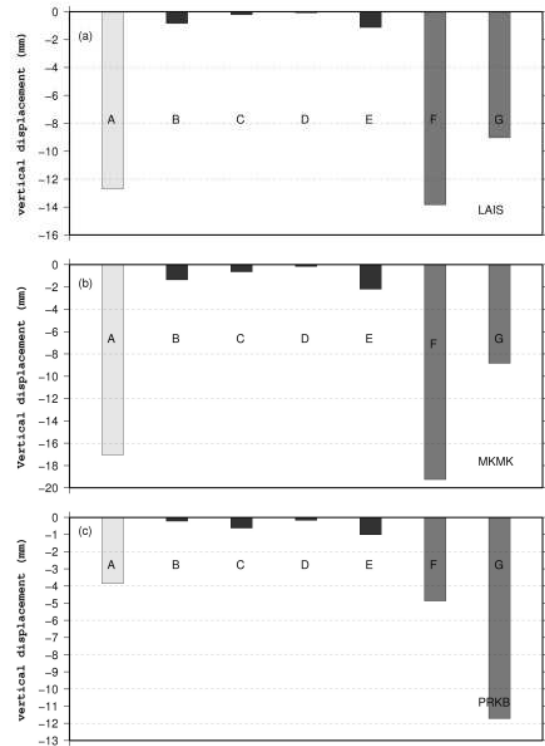 0
−2
−4
−6
−8
−10
−12
−14
−16
vertical displacement (mm)
(a)
A B C D E F G
LAIS
0
−2
−4
−6
−8
−10
−12
−14
−16
−18
−20
Vertical displacement (mm)
(b)
A B C D E F G
MKMK
0
−1
−2
−3
−4
−5
−6
−7
−8
−9
−10
−11
−12
−13
vertical displacement (mm)
(c)
A B C D E F G
PRKB